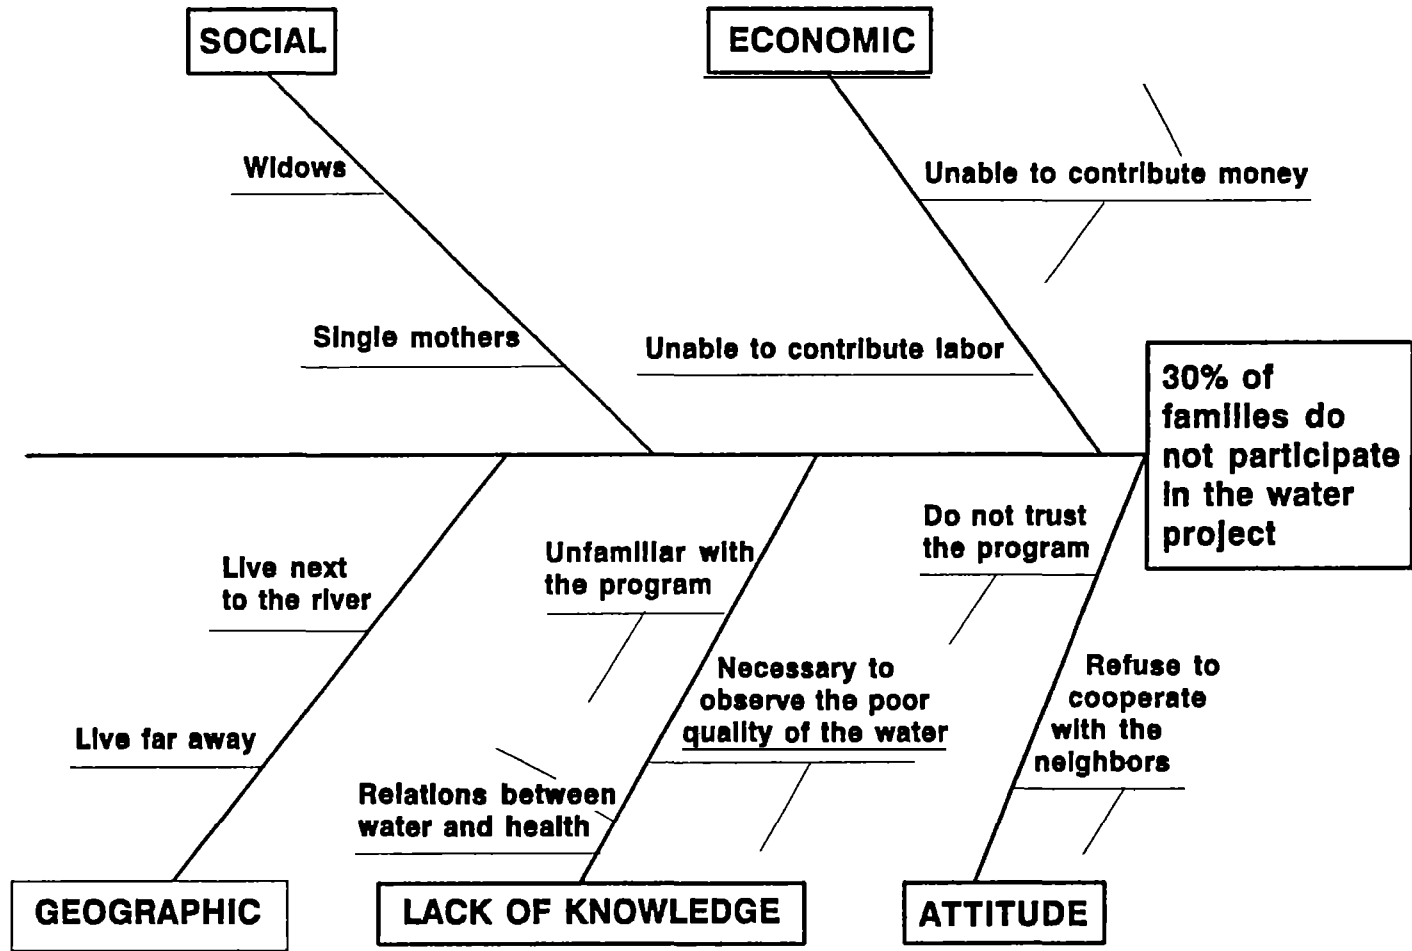 SOCIAL
ECONOMIC
Widows
Unable to contribute money
Single mothers
Unable to contribute labor
30% of
families do
not participate
in the water
project
Do not trust
the program
Unfamiliar with
the program
Live next
to the river
Necessary to
observe the poor
quality of the water
Refuse to
cooperate
with the
neighbors
Live far away
Relations between
water and health
GEOGRAPHIC
LACK OF KNOWLEDGE
ATTITUDE